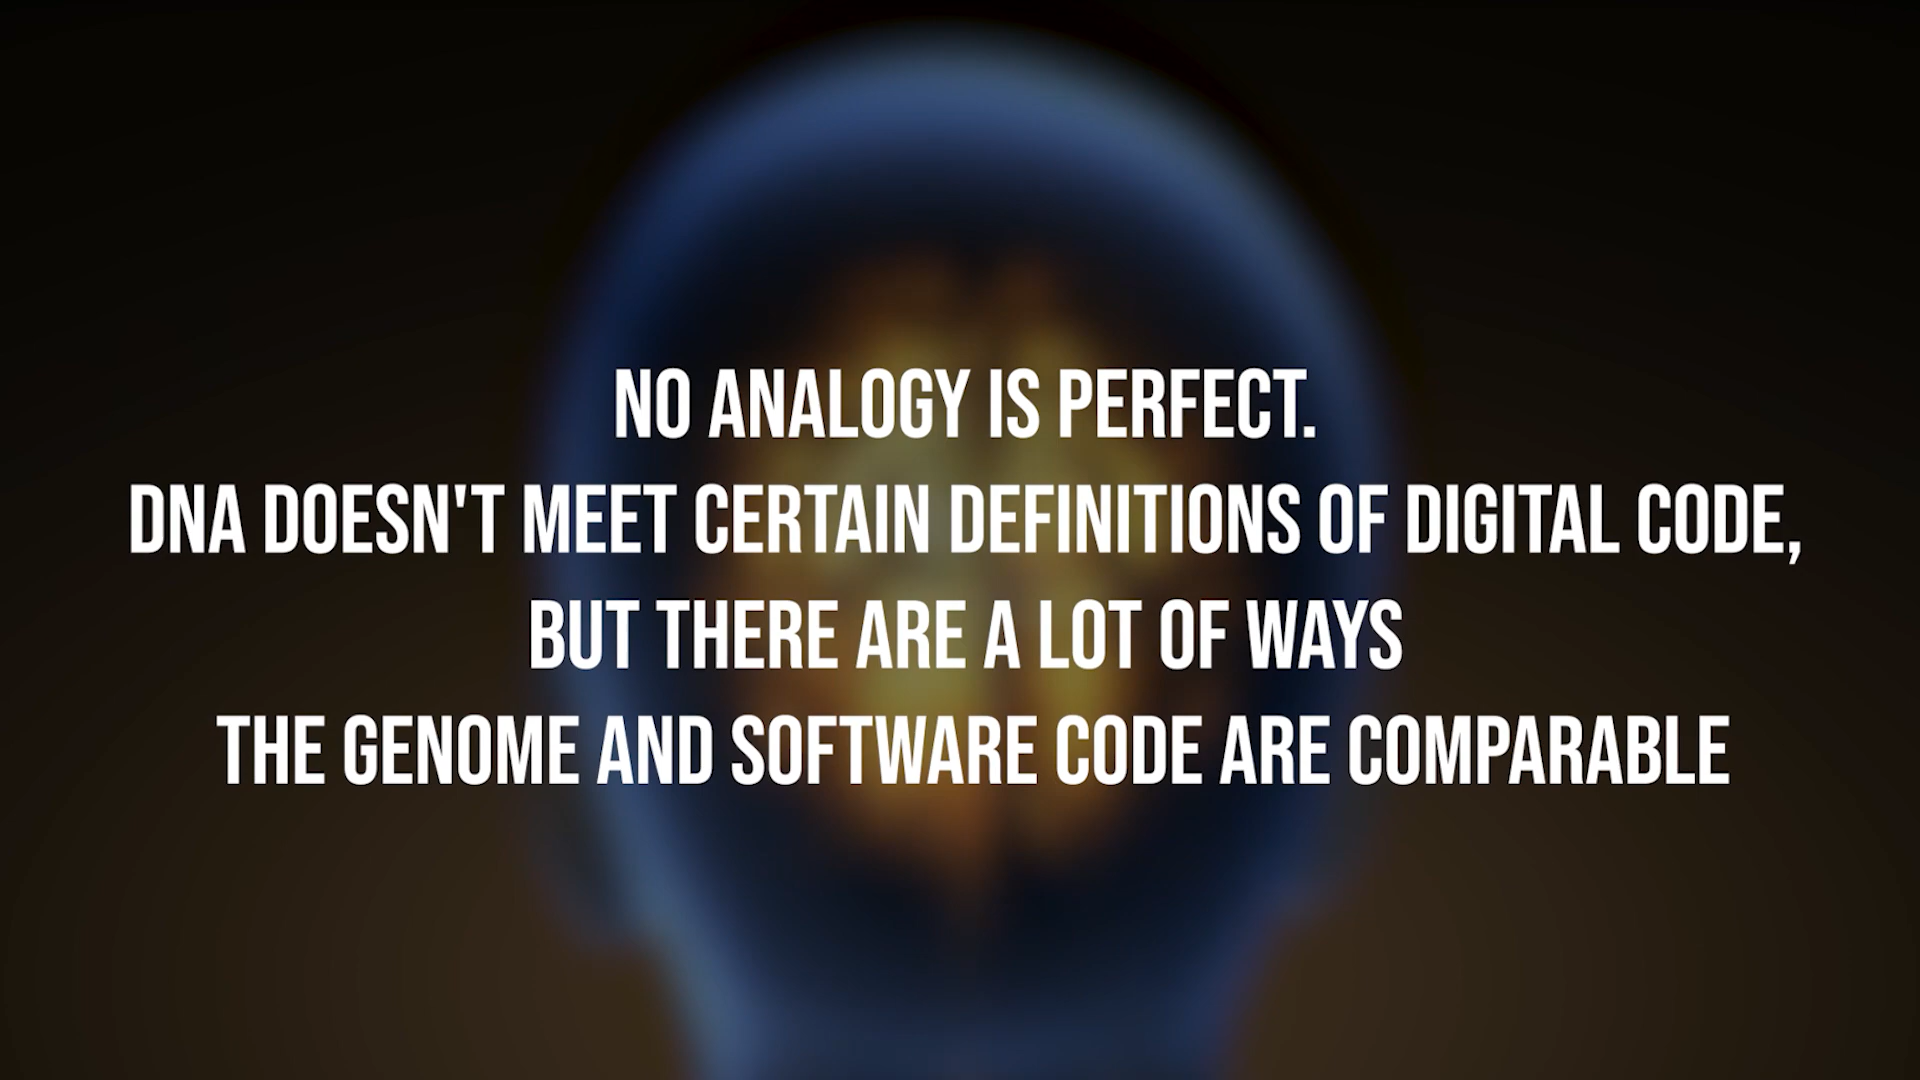 NO ANALOGY IS PERFECT.
DNA DOESN'T MEET CERTAIN DEFINITIONS OF DIGITAL CODE,
BUT THERE ARE A LOT OF WAYS
THE GENOME AND SOFTWARE CODE ARE COMPARABLE